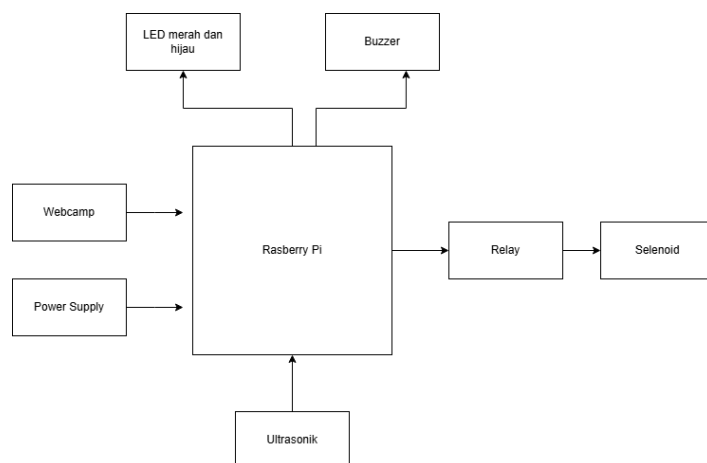 LED merah dan
hijau
Buzzer
Webcamp
Rasberry Pi
Relay
Selenoid
Power Supply
Ultrasonik